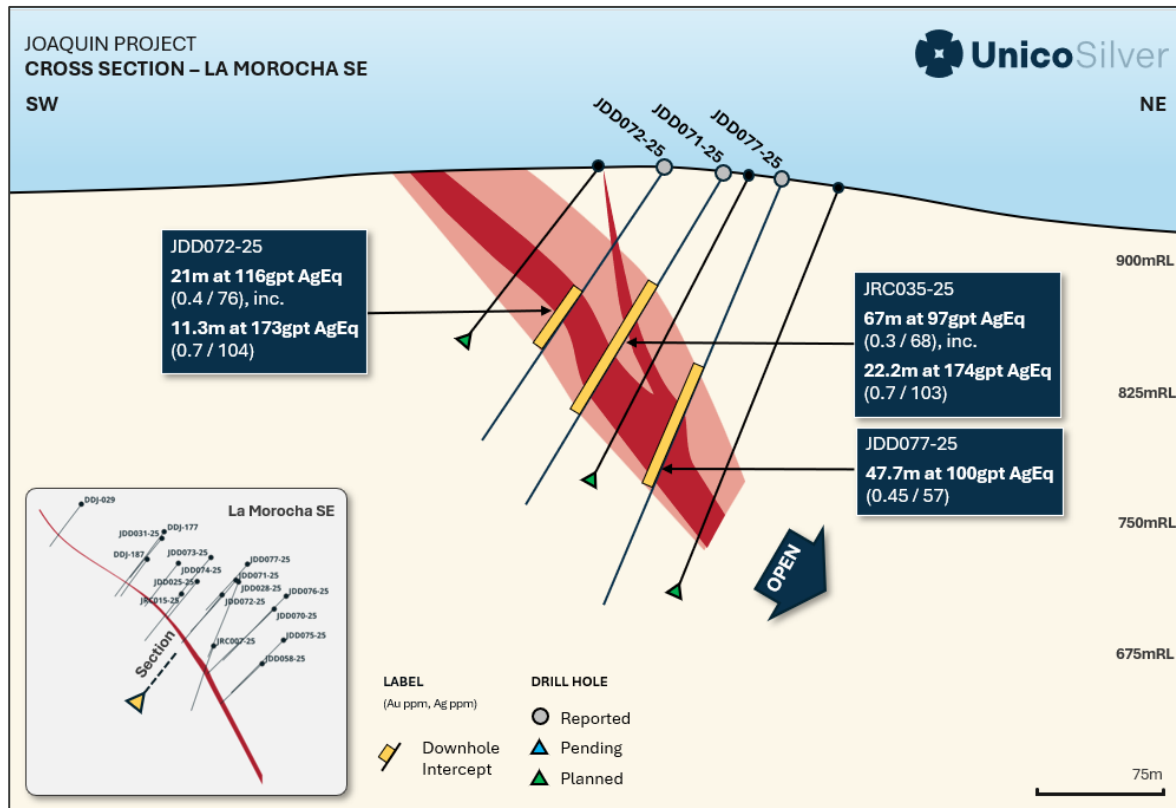 JOAQUIN PROJECT
CROSS SECTION – LA MOROCHA SE
SW
UnicoSilver
NE
JDD072-25
JDD071-25
JDD077-25
JDD072-25
21m at 116gpt AgEq
(0.4 / 76), inc.
11.3m at 173gpt AgEq
(0.7 / 104)
JRC035-25
67m at 97gpt AgEq
(0.3 / 68), inc.
22.2m at 174gpt AgEq
(0.7 / 103)
JDD077-25
47.7m at 100gpt AgEq
(0.45 / 57)
900mRL
825mRL
750mRL
675mRL
OPEN
La Morocha SE
DDJ-029
DDJ-177
JDD031-25
DDJ-187
JDD073-25
JDD074-25
JDD025-25
JRC015-25
JDD077-25
JDD071-25
JDD028-25
JDD072-25
JDD076-25
JDD070-25
JRC007-25
JDD075-25
JDD058-25
Section
LABEL
(Au ppm, Ag ppm)
Downhole
Intercept
DRILL HOLE
Reported
Pending
Planned
75m